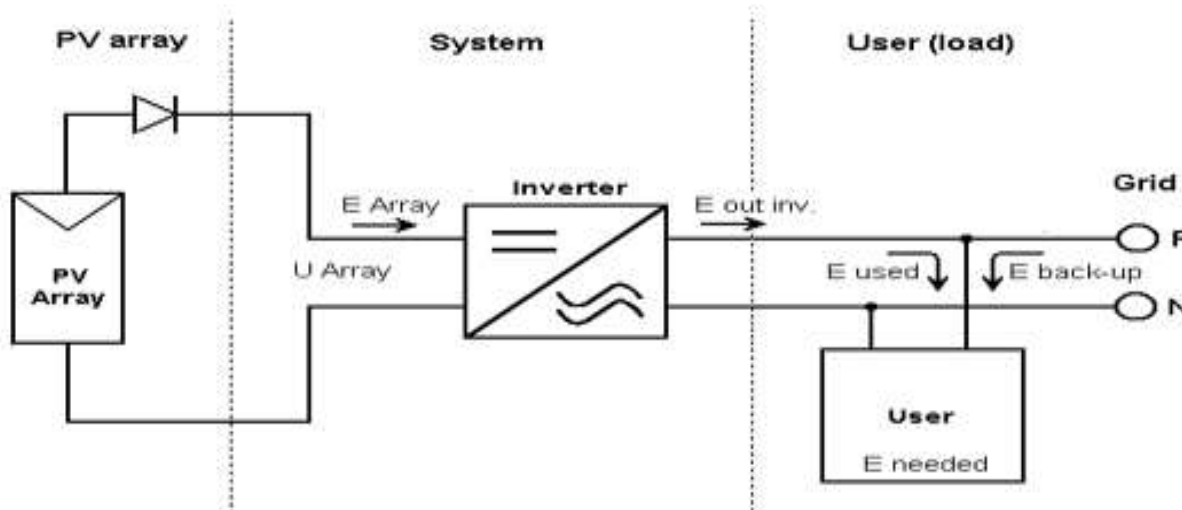 PV array
System
User (load)
Inverter
Grid
E Array
E out inv.
U Array
E used
E back-up
N
PV
Array
User
E needed